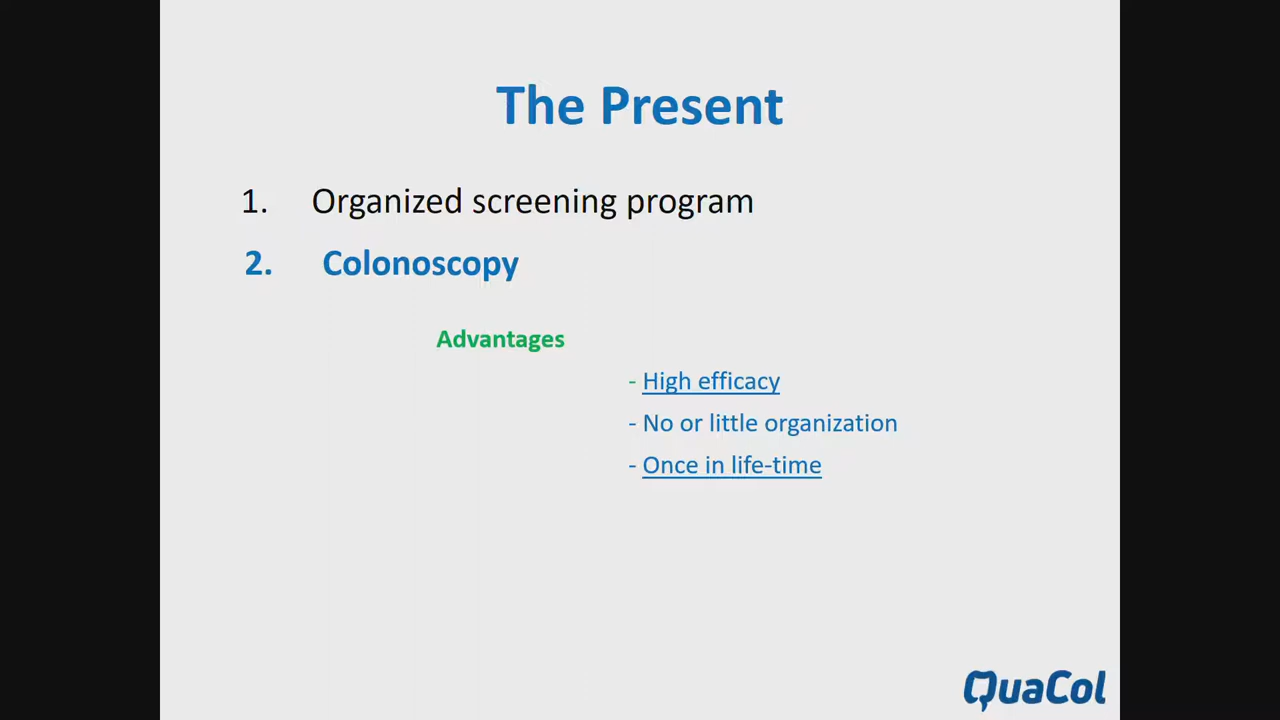 The Present
1. Organized screening program
2. Colonoscopy
Advantages
- High efficacy
- No or little organization
- Once in life-time
QuaCol